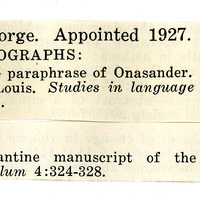 orge. Appointed 1927.
OGRAPHS:
paraphrase of Onasander.
Louis. Studies in language
.
antine manuscript of the
lum 4:324-328.